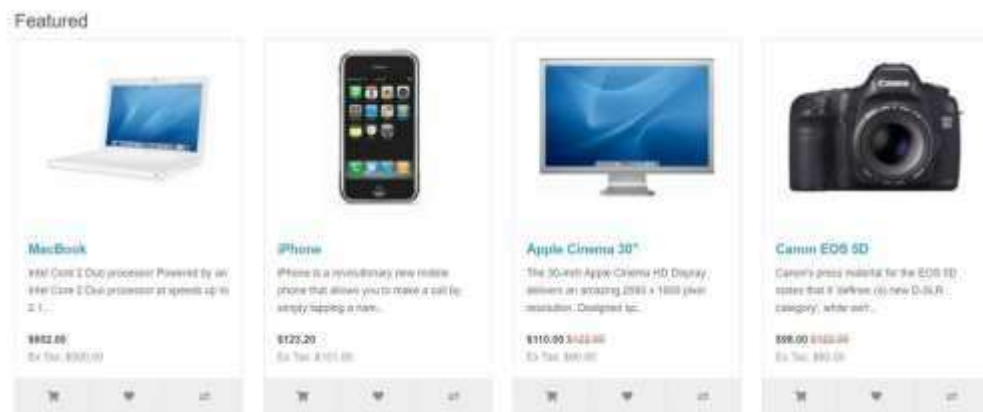 Featured
MacBook
Intel Core 2 Duo processor Powered by an
Intel Core 2 Duo processor at speeds up to
2.1...
$602.00
Ex Tax: $500.00
iPhone
iPhone is a revolutionary new mobile
phone that allows you to make a call by
simply tapping a nam...
$123.20
Ex Tax: $101.00
Apple Cinema 30"
The 30-inch Apple Cinema HD Display
delivers an amazing 2560 x 1600 pixel
resolution. Designed sp...
$110.00 $122.00
Ex Tax: $90.00
Canon
Canon EOS 5D
Canon's press material for the EOS 5D
states that it 'defines (a) new D-SLR
category', while we'r...
$98.00 $122.00
Ex Tax: $80.00